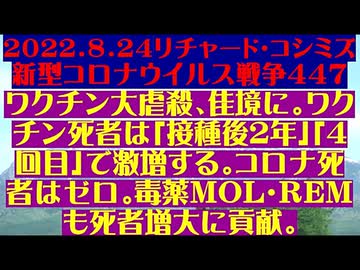 2022.8.24リチャード・コシミズ
新型コロナウイルス戦争447
ワクチン大虐殺、佳境に。ワク
チン死者は｢接種後2年｣｢4
回目｣で激増する。コロナ死
者はゼロ。毒薬MOL・REM
も死者増大に貢献。